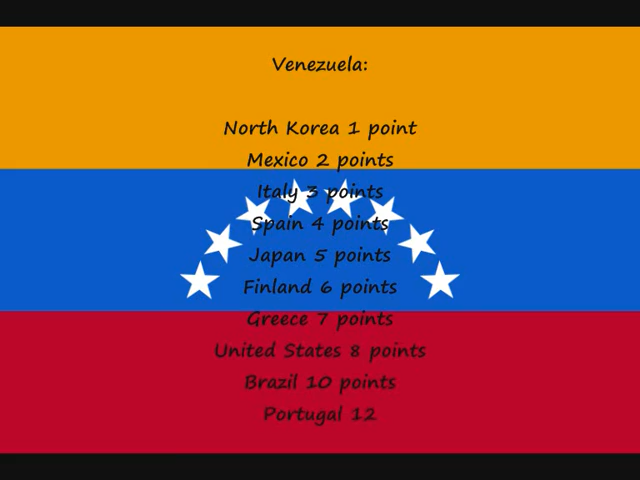 Venezuela:
North Korea 1 point
Mexico 2 points
Italy 3 points
Spain 4 points
Japan 5 points
Finland 6 points
Greece 7 points
United States 8 points
Brazil 10 points
Portugal 12